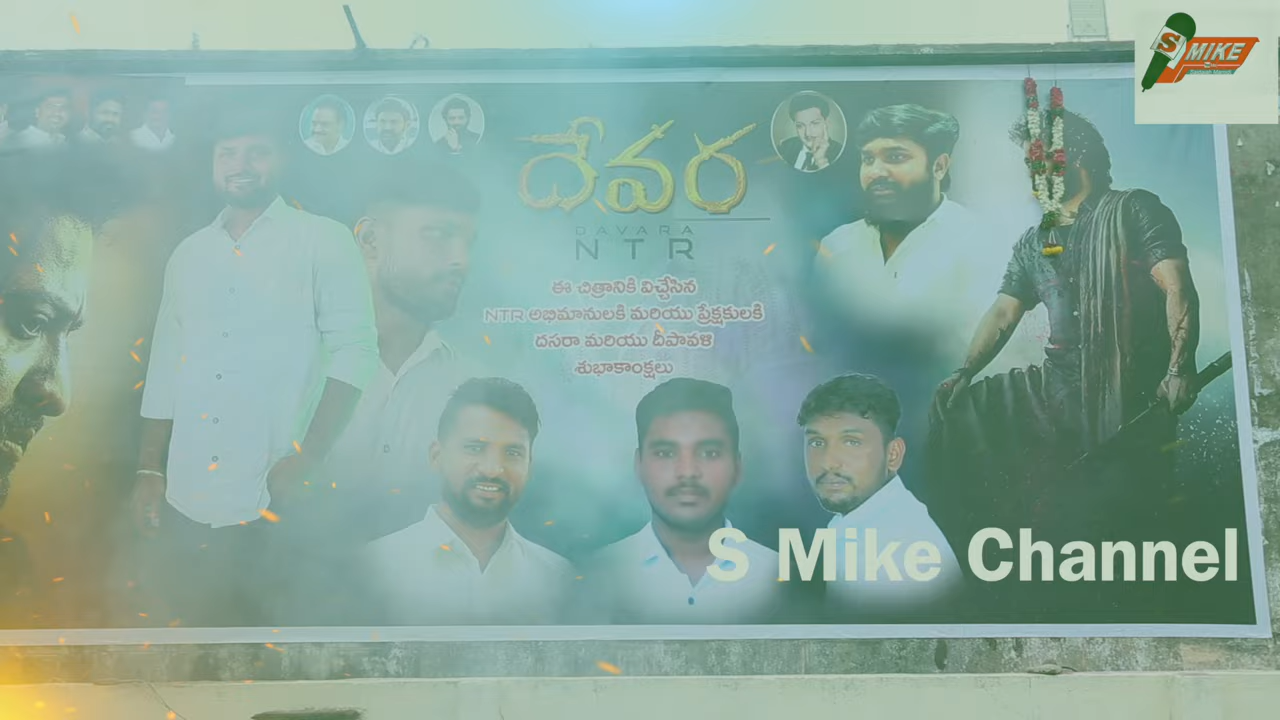 S MIKE
దేవర
DAVARA
NTR
ఈ చిత్రానికి విచ్చేసిన
NTR అభిమానులకి మరియు ప్రేక్షకులకి
దసరా మరియు దీపావళి
శుభాకాంక్షలు
S Mike Channel